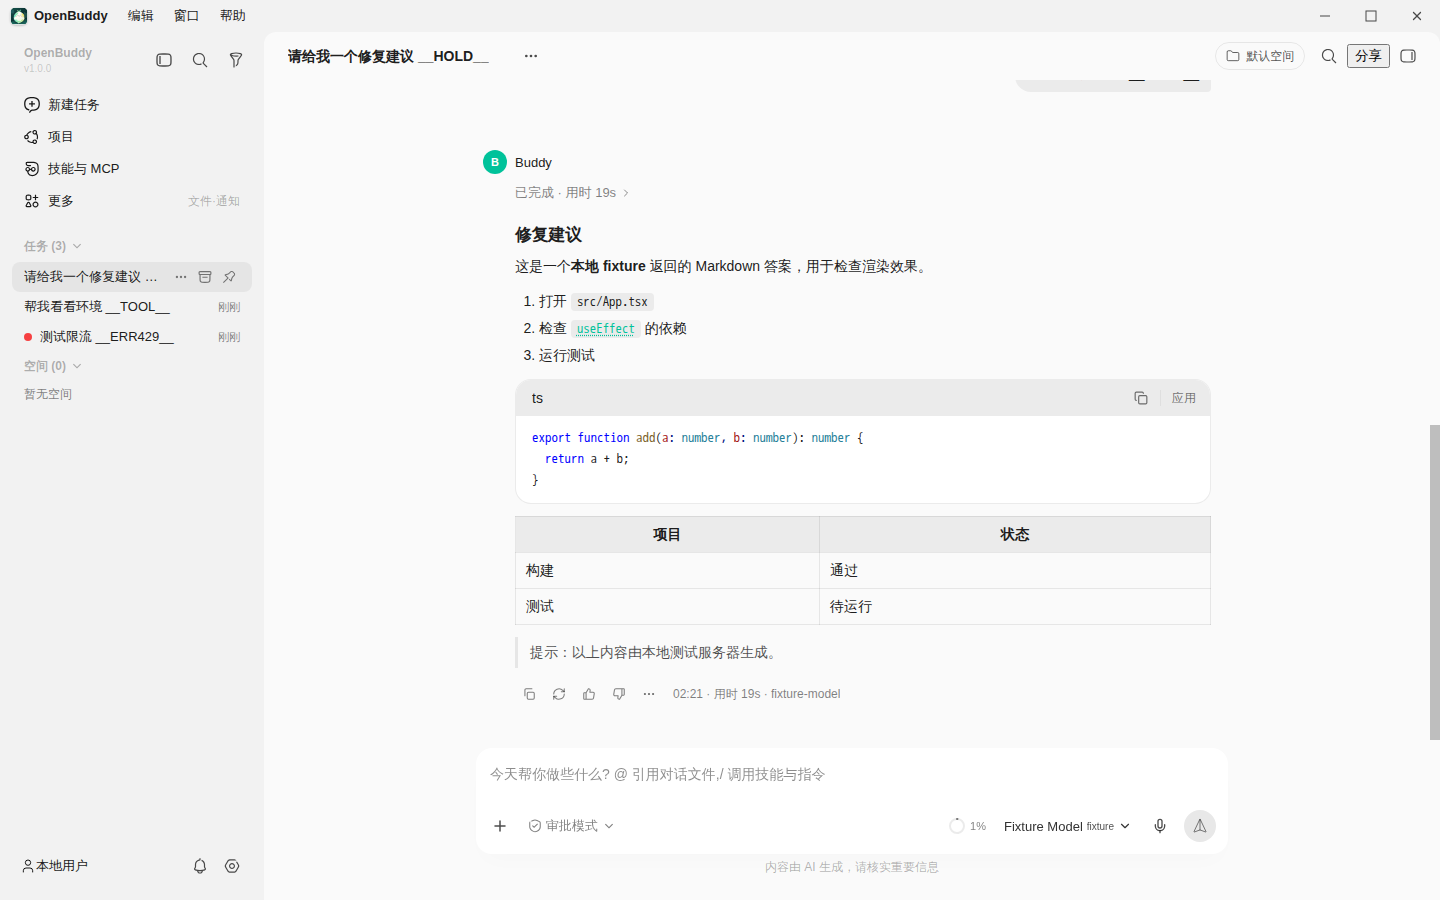 OpenBuddy 编辑 窗口 帮助
OpenBuddy
v1.0.0
新建任务
项目
技能与 MCP
更多 文件·通知
任务 (3)
请给我一个修复建议 …
帮我看看环境 __TOOL__ 刚刚
测试限流 __ERR429__ 刚刚
空间 (0)
暂无空间
本地用户
请给我一个修复建议 __HOLD__ 默认空间 分享
B Buddy
已完成 · 用时 19s
修复建议
这是一个本地 fixture 返回的 Markdown 答案，用于检查渲染效果。
1. 打开 src/App.tsx
2. 检查 useEffect 的依赖
3. 运行测试
ts 应用
export function add(a: number, b: number): number {
  return a + b;
}
项目 状态
构建 通过
测试 待运行
提示：以上内容由本地测试服务器生成。
02:21 · 用时 19s · fixture-model
今天帮你做些什么? @ 引用对话文件,/ 调用技能与指令
审批模式 1% Fixture Model fixture
内容由 AI 生成，请核实重要信息